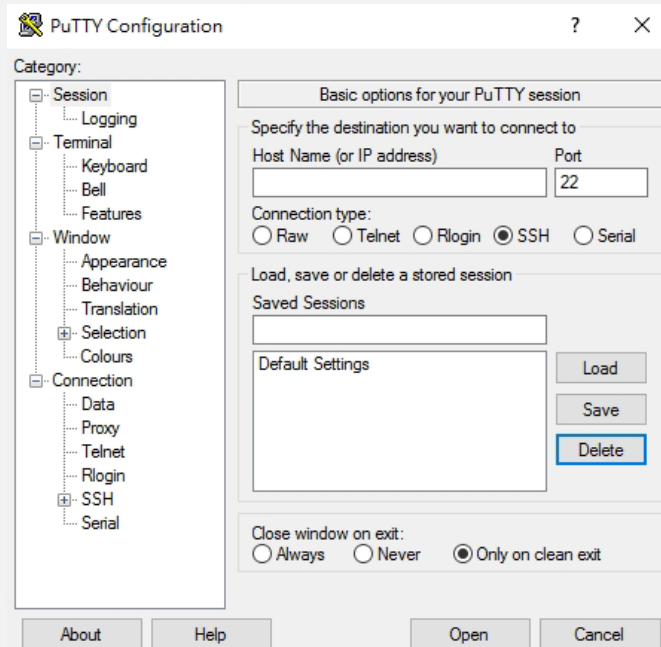 PuTTY Configuration
?
Category:
Session
Logging
Terminal
Keyboard
Bell
Features
Window
Appearance
Behaviour
Translation
Selection
Colours
Connection
Data
Proxy
Telnet
Rlogin
SSH
Serial
Basic options for your PuTTY session
Specify the destination you want to connect to
Host Name (or IP address) Port
22
Connection type:
Raw Telnet Rlogin SSH Serial
Load, save or delete a stored session
Saved Sessions
Default Settings
Load
Save
Delete
Close window on exit:
Always Never Only on clean exit
About Help Open Cancel